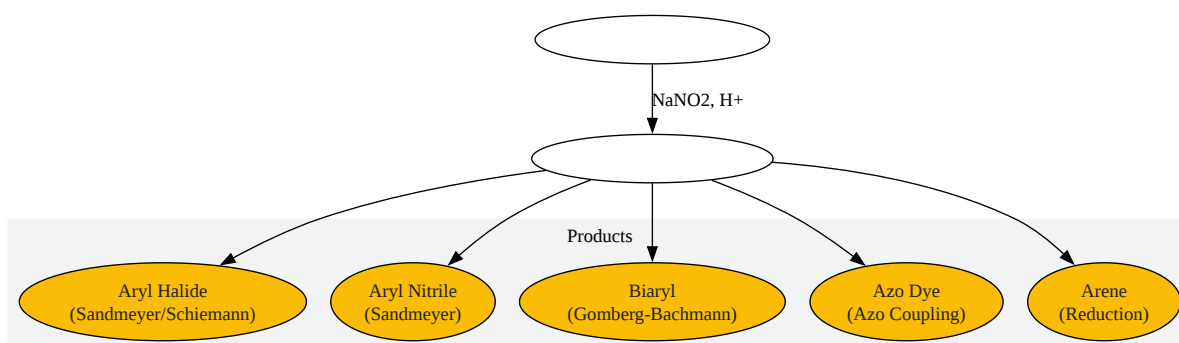 NaNO2, H+
Products
Aryl Halide
(Sandmeyer/Schiemann)
Aryl Nitrile
(Sandmeyer)
Biaryl
(Gomberg-Bachmann)
Azo Dye
(Azo Coupling)
Arene
(Reduction)